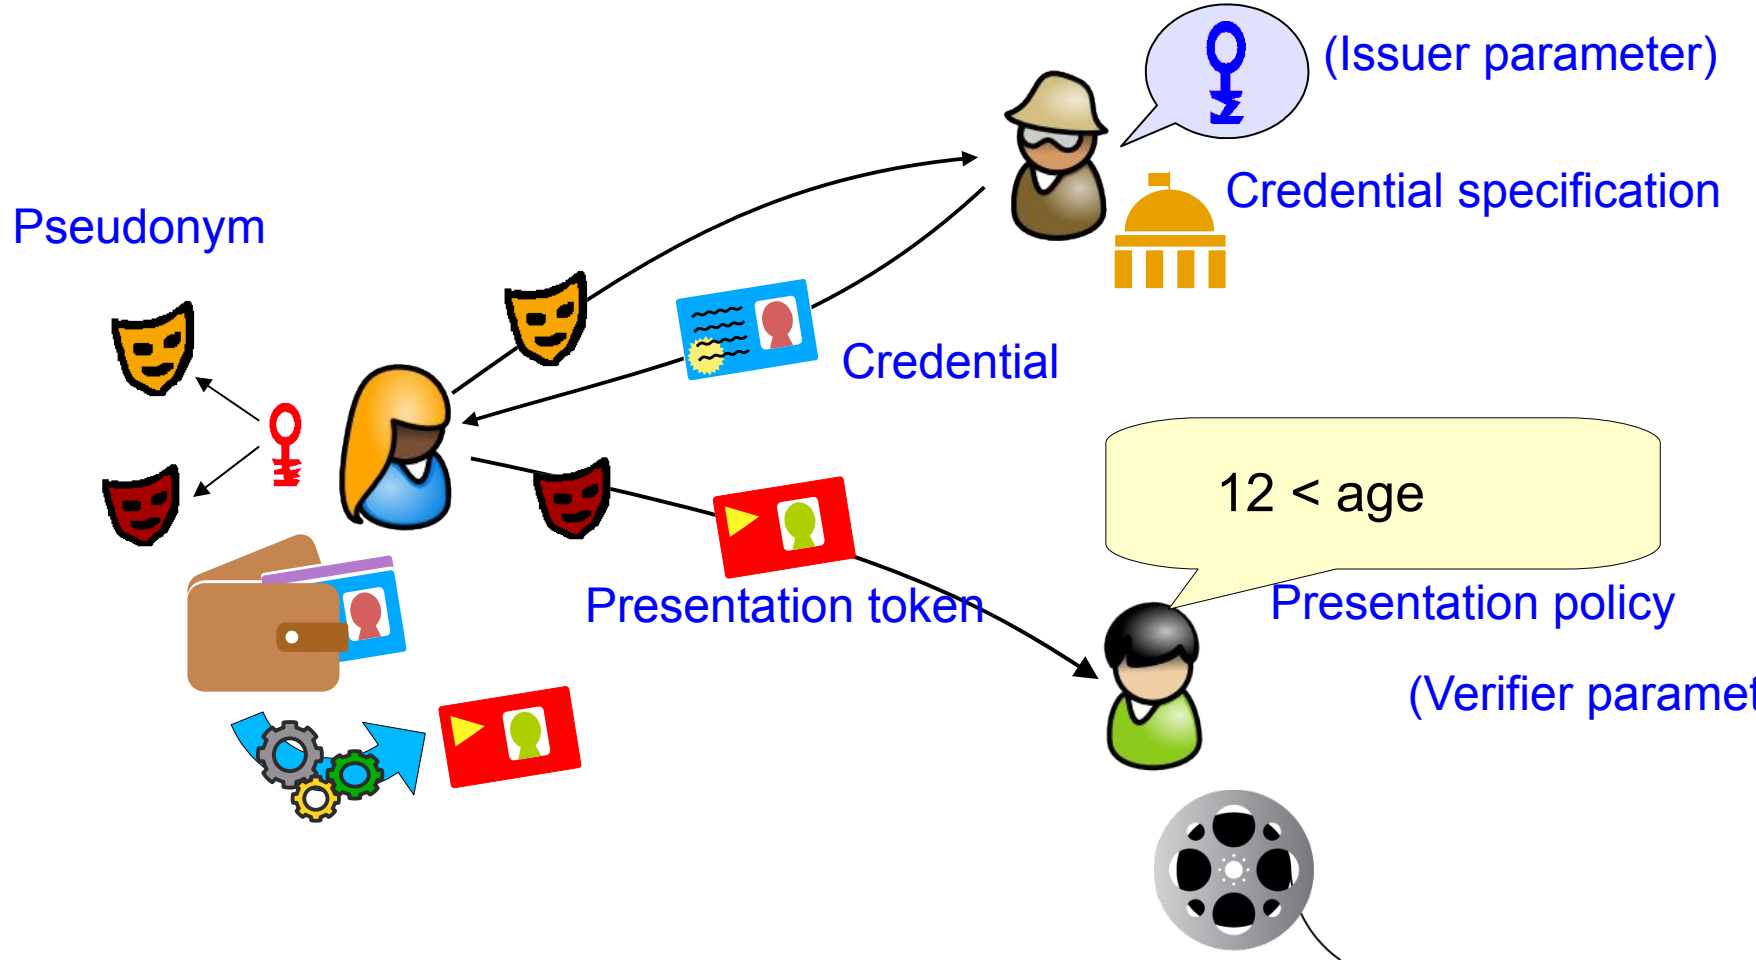 (Issuer parameter)
Credential specification
Pseudonym
Credential
12 < age
Presentation token
Presentation policy
(Verifier paramet